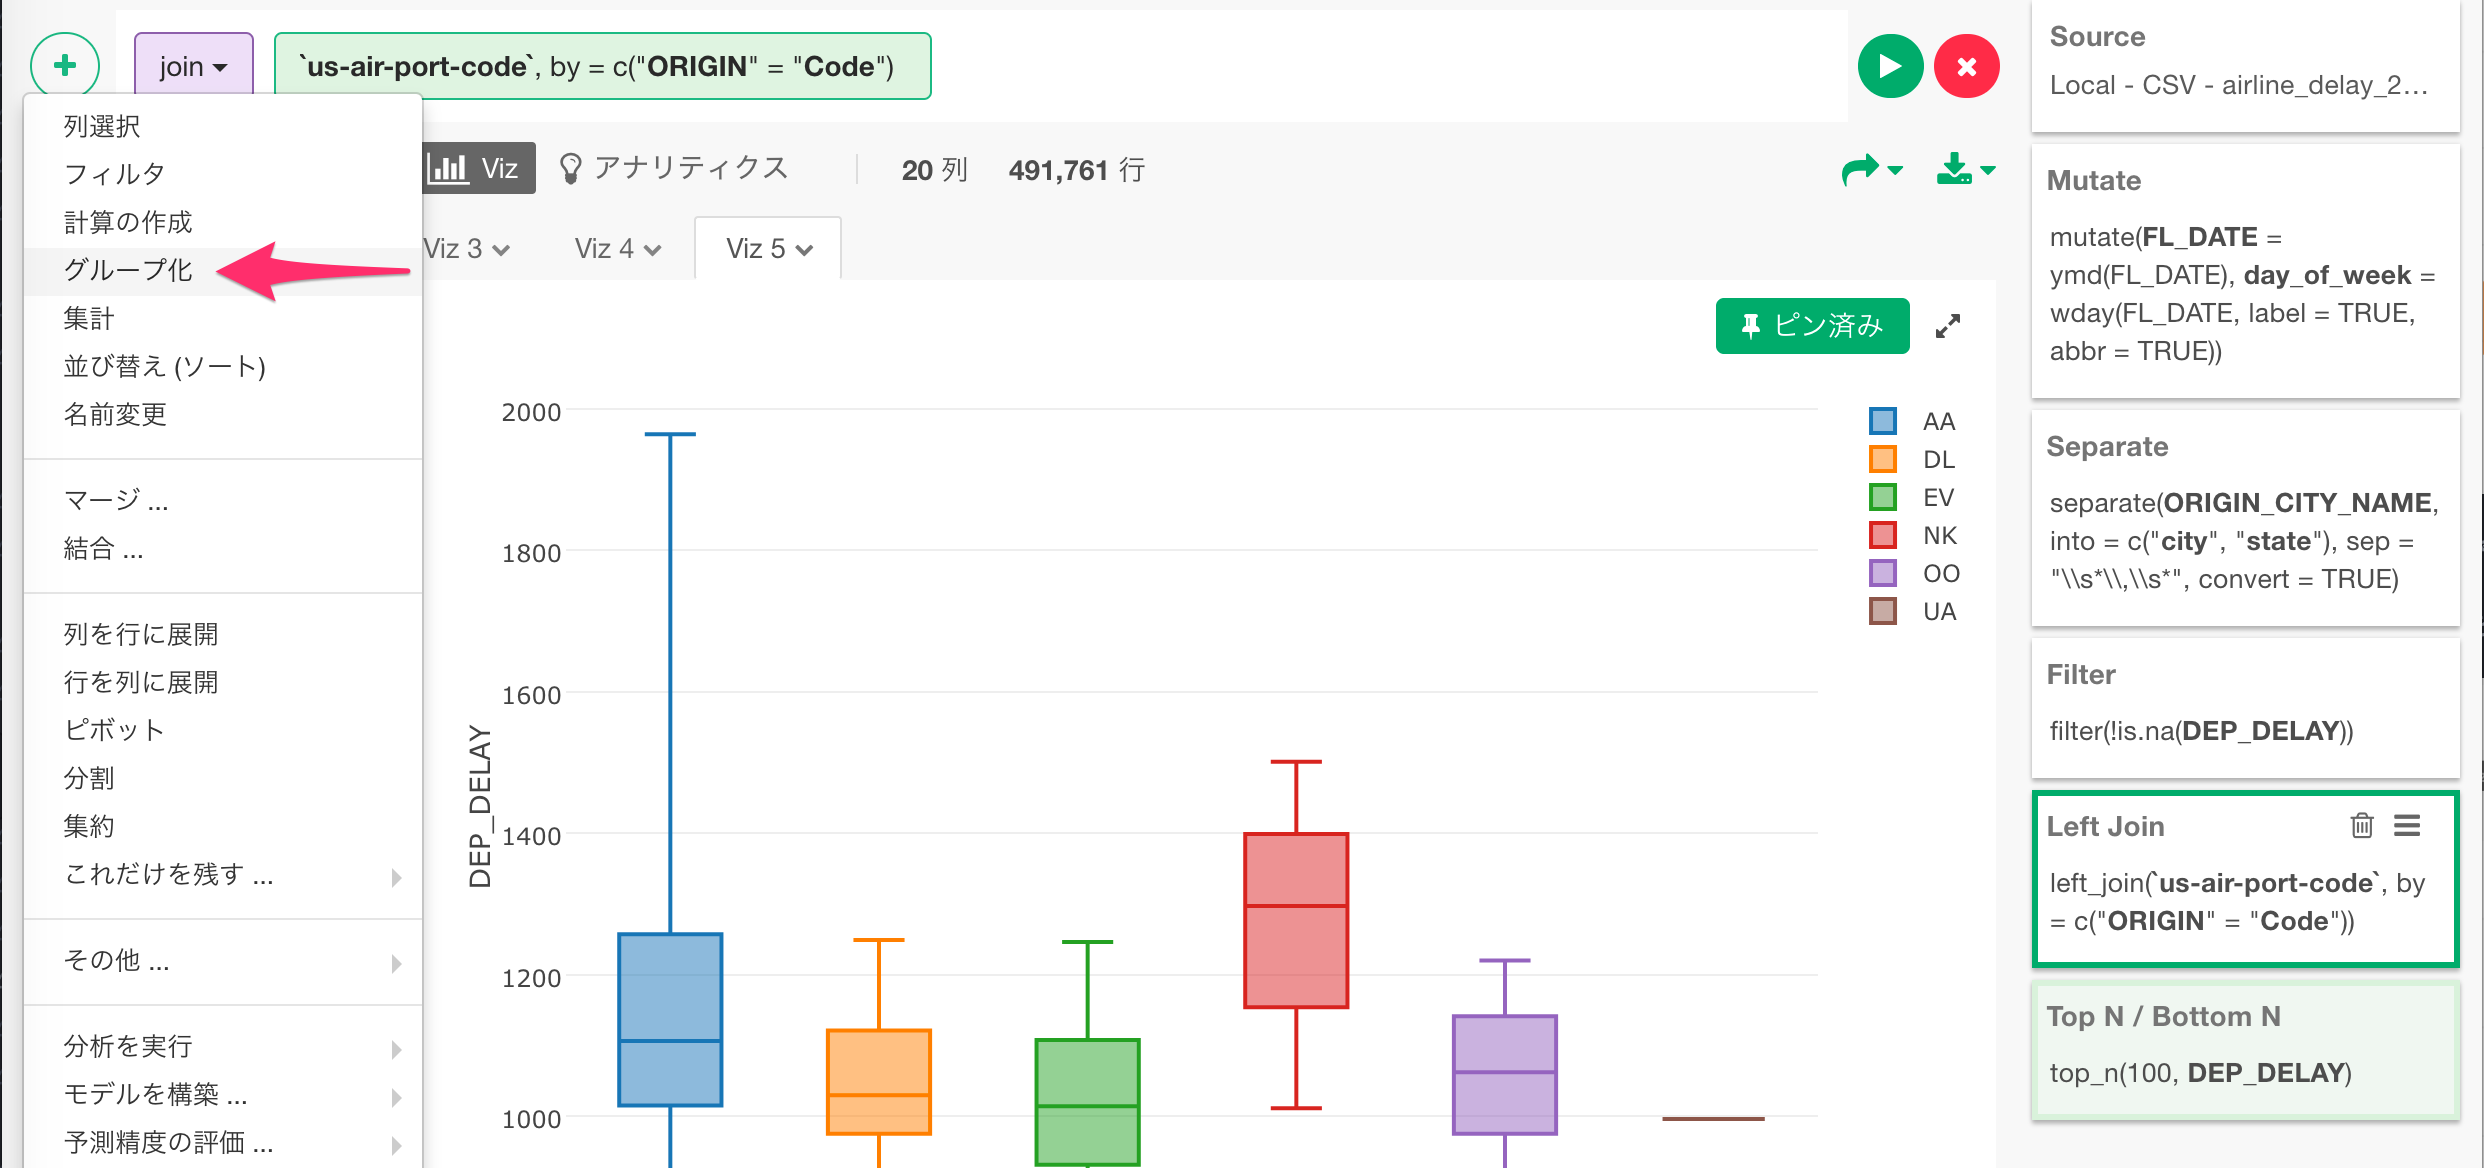 join
`us-air-port-code`, by = c("ORIGIN" = "Code")
列選択
フィルタ
計算の作成
グループ化
集計
並び替え (ソート)
名前変更
マージ ...
結合 ...
列を行に展開
行を列に展開
ピボット
分割
集約
これだけを残す ...
その他 ...
分析を実行
モデルを構築 ...
予測精度の評価 ...
Viz
アナリティクス
20 列
491,761 行
Viz 3
Viz 4
Viz 5
ピン済み
DEP_DELAY
2000
1800
1600
1400
1200
1000
AA
DL
EV
NK
OO
UA
Source
Local - CSV - airline_delay_2...
Mutate
mutate(FL_DATE =
ymd(FL_DATE), day_of_week =
wday(FL_DATE, label = TRUE,
abbr = TRUE))
Separate
separate(ORIGIN_CITY_NAME,
into = c("city", "state"), sep =
"\\s*\\,\\s*", convert = TRUE)
Filter
filter(!is.na(DEP_DELAY))
Left Join
left_join(`us-air-port-code`, by
= c("ORIGIN" = "Code"))
Top N / Bottom N
top_n(100, DEP_DELAY)